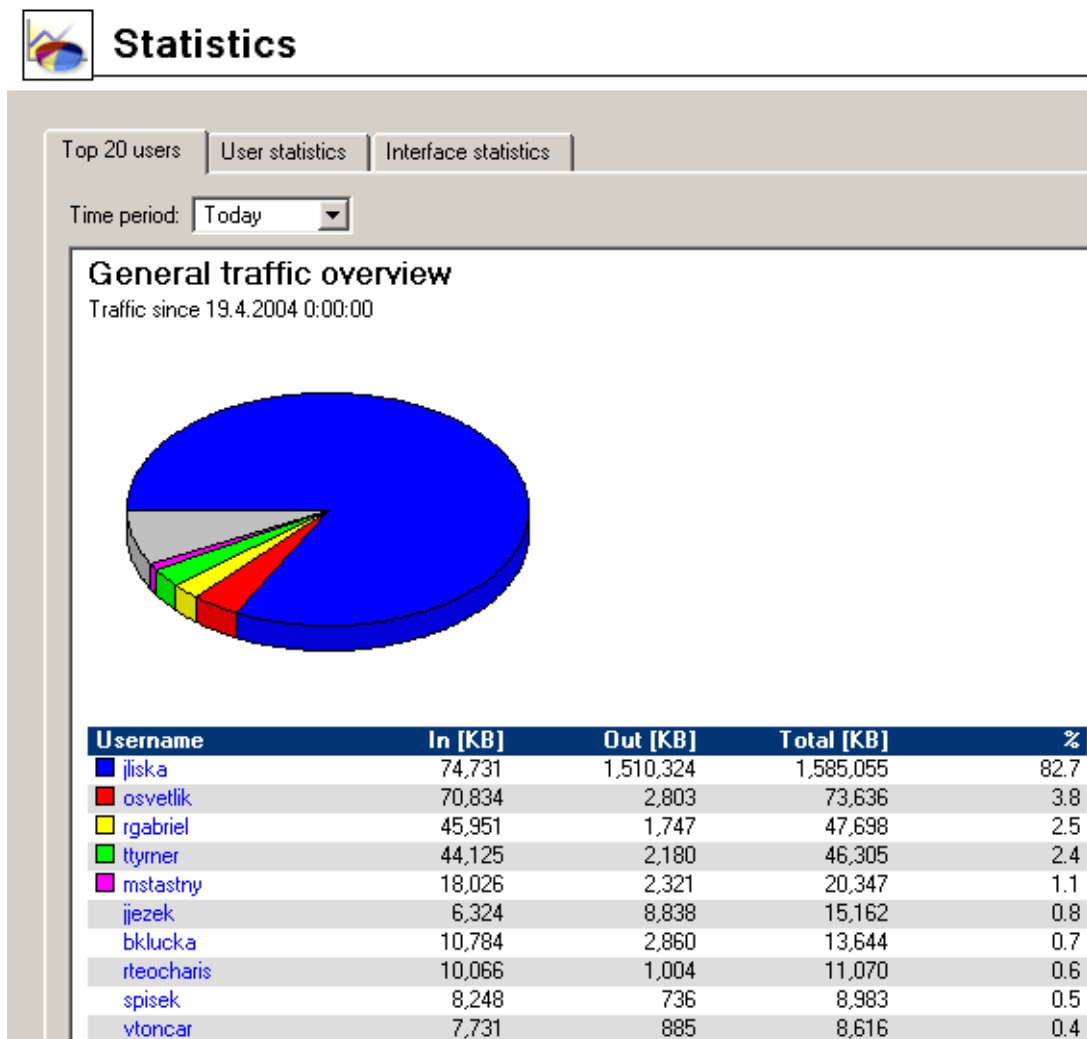 Statistics
Top 20 users User statistics Interface statistics
Time period: Today
General traffic overview
Traffic since 19.4.2004 0:00:00
Username In [KB] Out [KB] Total [KB] %
jliska 74,731 1,510,324 1,585,055 82.7
osvetlik 70,834 2,803 73,636 3.8
rgabriel 45,951 1,747 47,698 2.5
ttyrner 44,125 2,180 46,305 2.4
mstastny 18,026 2,321 20,347 1.1
jjezek 6,324 8,838 15,162 0.8
bklucka 10,784 2,860 13,644 0.7
rteocharis 10,066 1,004 11,070 0.6
spisek 8,248 736 8,983 0.5
vtoncar 7,731 885 8,616 0.4